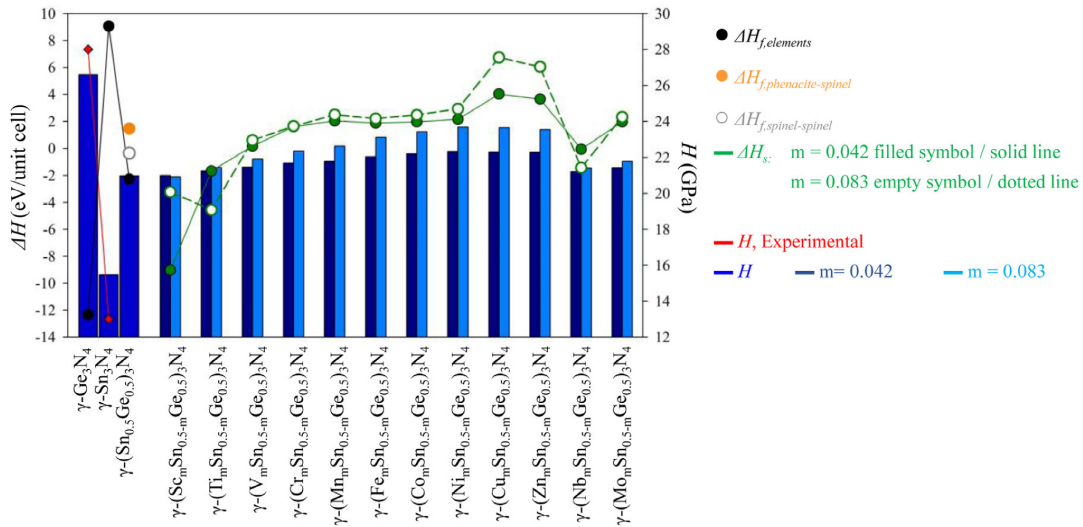 10
8
6
4
2
0
-2
-4
-6
-8
-10
-12
-14
ΔH (eV/unit cell)
30
28
26
24
22
20
18
16
14
12
H (GPa)
γ-Ge3N4
γ-Sn3N4
γ-(Sn0.5Ge0.5)3N4
γ-(ScmSn0.5-mGe0.5)3N4
γ-(TimSn0.5-mGe0.5)3N4
γ-(VmSn0.5-mGe0.5)3N4
γ-(CrmSn0.5-mGe0.5)3N4
γ-(MnmSn0.5-mGe0.5)3N4
γ-(FemSn0.5-mGe0.5)3N4
γ-(ComSn0.5-mGe0.5)3N4
γ-(NimSn0.5-mGe0.5)3N4
γ-(CumSn0.5-mGe0.5)3N4
γ-(ZnmSn0.5-mGe0.5)3N4
γ-(NbmSn0.5-mGe0.5)3N4
γ-(MomSn0.5-mGe0.5)3N4
ΔHf,elements
ΔHf,phenacite-spinel
ΔHf,spinel-spinel
ΔHs: m = 0.042 filled symbol / solid line
m = 0.083 empty symbol / dotted line
H, Experimental
H m= 0.042 m = 0.083